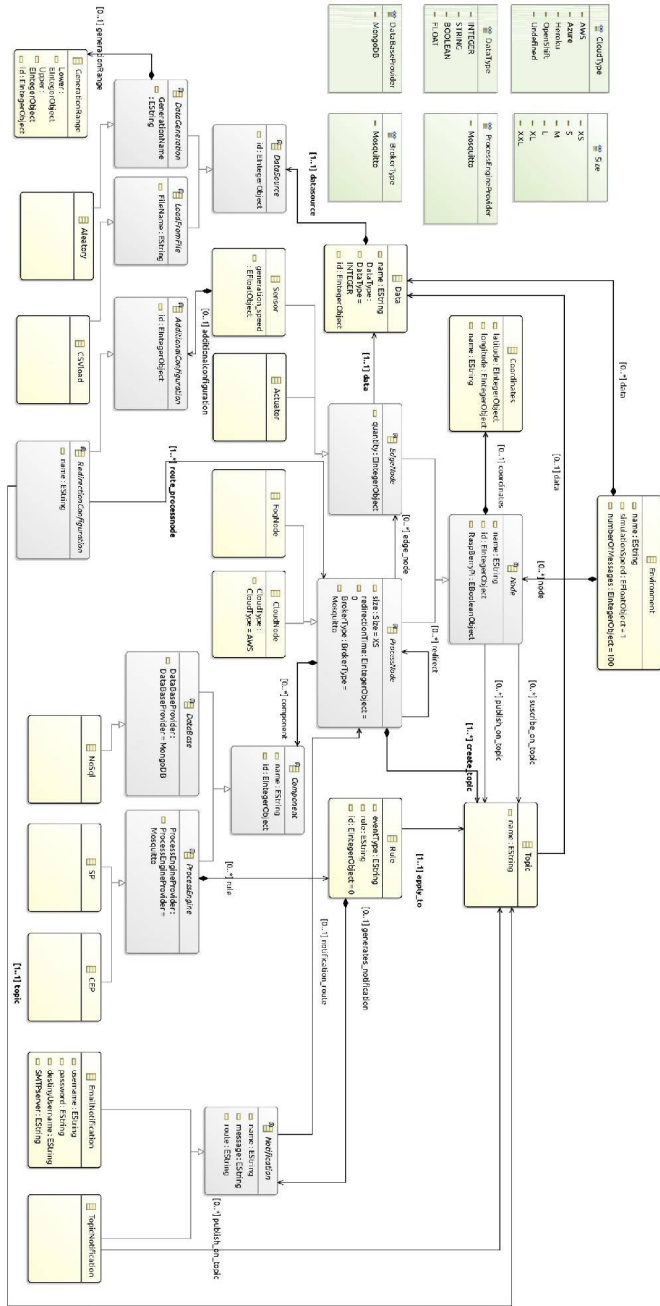 CloudType
AWS
Azure
Heroku
OpenShift
Undefined
Size
XS
S
M
L
XL
XXL
DataType
INTEGER
STRING
BOOLEAN
FLOAT
ProcessEngineProvider
Mosquitto
DataBaseProvider
MongoDB
BrokerType
Mosquitto
Environment
name : EString
simulationSpeed : EFloatObject = 1
numberOfMessages : EIntegerObject = 100
[0..*] data
[0..*] node
[0..1] data
[0..*] suscribe_on_topic
[0..*] publish_on_topic
Coordinates
latitude : EIntegerObject
longitude : EIntegerObject
name : EString
[0..1] coordinates
Node
name : EString
id : EIntegerObject
RaspBerryPi : EBooleanObject
Topic
name : EString
Data
name : EString
DataType :
DataType =
INTEGER
id : EIntegerObject
[1..1] data
EdgeNode
quantity : EIntegerObject
[0..*] edge_node
[0..*] redirect
ProcessNode
size : Size = XS
redirectionTime : EIntegerObject =
0
BrokerType : BrokerType =
Mosquitto
[1..*] create_topic
Rule
eventType : EString
rule : EString
id : EIntegerObject = 0
[1..1] apply_to
[0..1] generates_notification
[1..1] datasource
DataSource
id : EIntegerObject
Sensor
generation_speed
: EFloatObject
Actuator
FogNode
CloudNode
CloudType :
CloudType = AWS
[0..*] component
Component
name : EString
id : EIntegerObject
[0..*] rule
[0..1] notification_route
Notification
name : EString
message : EString
route : EString
[0..*] publish_on_topic
DataGeneration
GenerationName
: EString
LoadFromFile
FileName : EString
[0..1] additionalconfiguration
AdditionalConfiguration
id : EIntegerObject
[1..*] route_processnode
DataBase
DataBaseProvider :
DataBaseProvider = MongoDB
ProcessEngine
ProcessEngineProvider :
ProcessEngineProvider =
Mosquitto
[0..1] generationRange
GenerationRange
Lower :
EIntegerObject
Upper :
EIntegerObject
id : EIntegerObject
Aleatory
CSVload
RedirectionConfiguration
name : EString
NoSql
SP
CEP
[1..1] topic
EmailNotification
username : EString
password : EString
destinyUsername : EString
SMTPserver : EString
TopicNotification